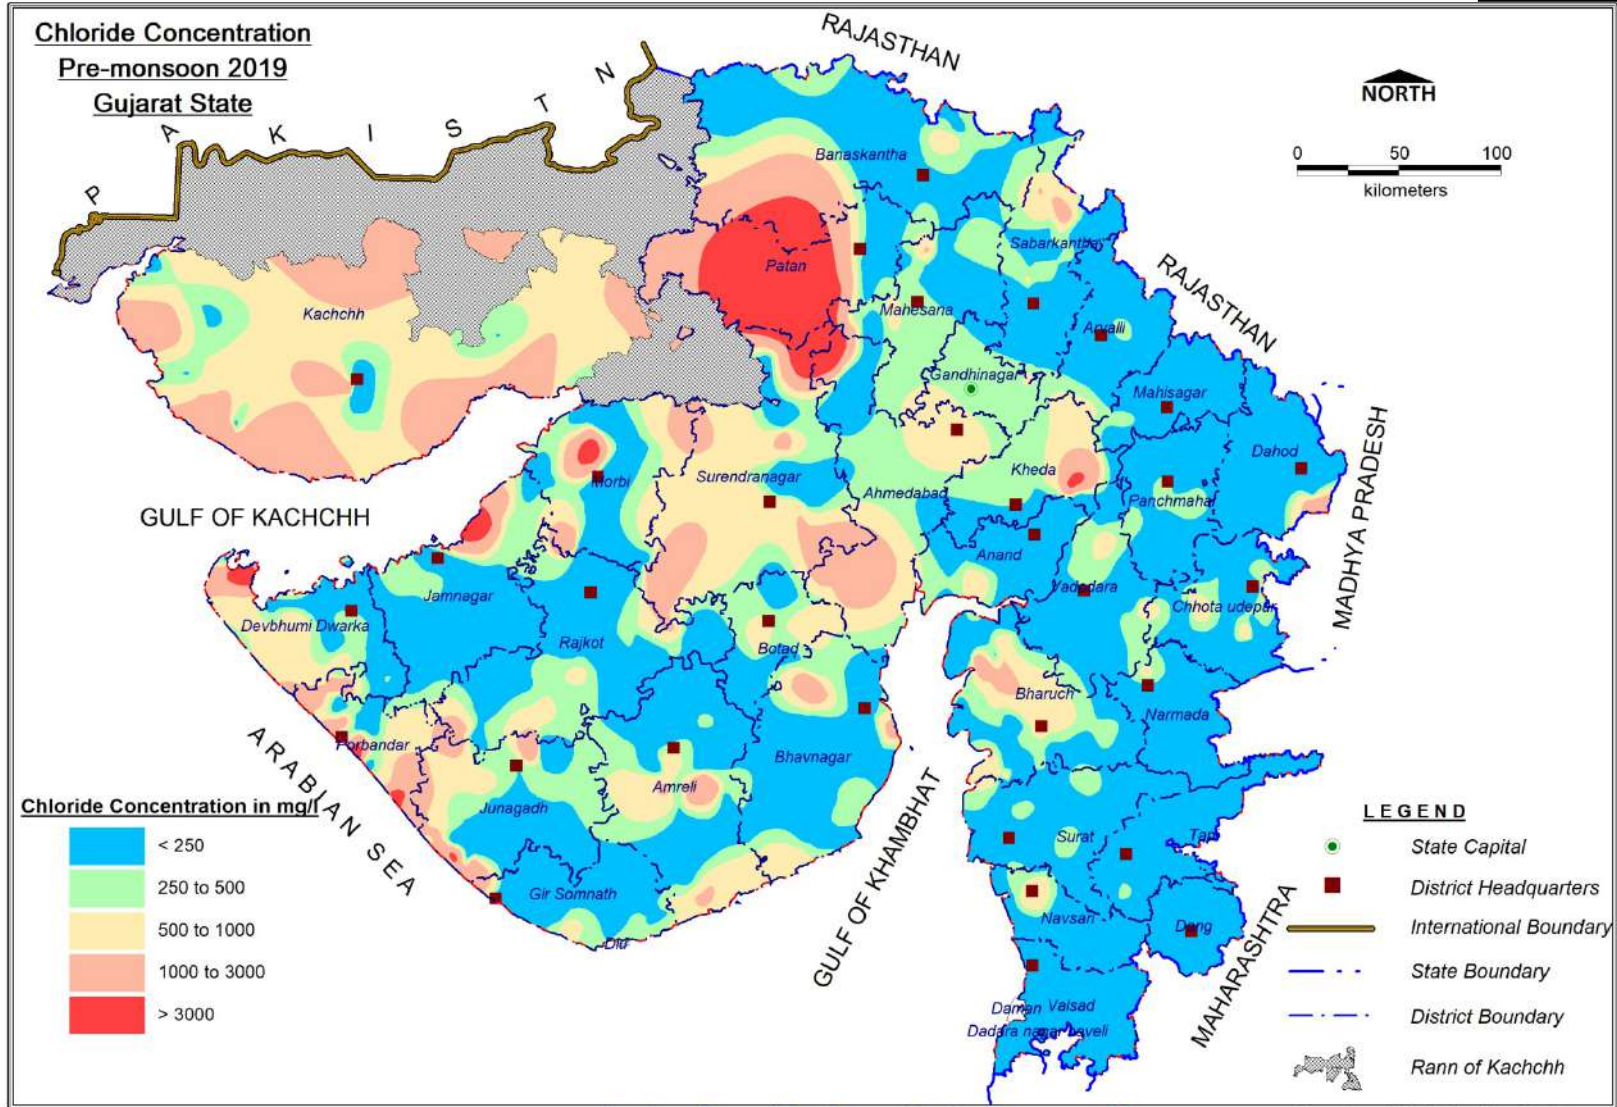 Chloride Concentration
Pre-monsoon 2019
Gujarat State
RAJASTHAN
NORTH
0 50 100
kilometers
P A K I S T N
Banaskantha
Sabarkantha
RAJASTHAN
Patan
Kachchh
Mahesana
Arvalli
Gandhinagar
Mahisagar
Dahod
MADHYA PRADESH
Kheda
Surendranagar
Morbi
Ahmedabad
Panchmahal
GULF OF KACHCHH
Anand
Vadodara
Jamnagar
Chhota udepur
Devbhumi Dwarka
Rajkot
Botad
Bharuch
Narmada
Porbandar
Bhavnagar
Amreli
ARABIAN SEA
Junagadh
GULF OF KHAMBHAT
Surat
Tapi
Gir Somnath
Navsari
Dang
Diu
MAHARASHTRA
Daman
Valsad
Dadara nagar haveli
Chloride Concentration in mg/l
< 250
250 to 500
500 to 1000
1000 to 3000
> 3000
LEGEND
State Capital
District Headquarters
International Boundary
State Boundary
District Boundary
Rann of Kachchh